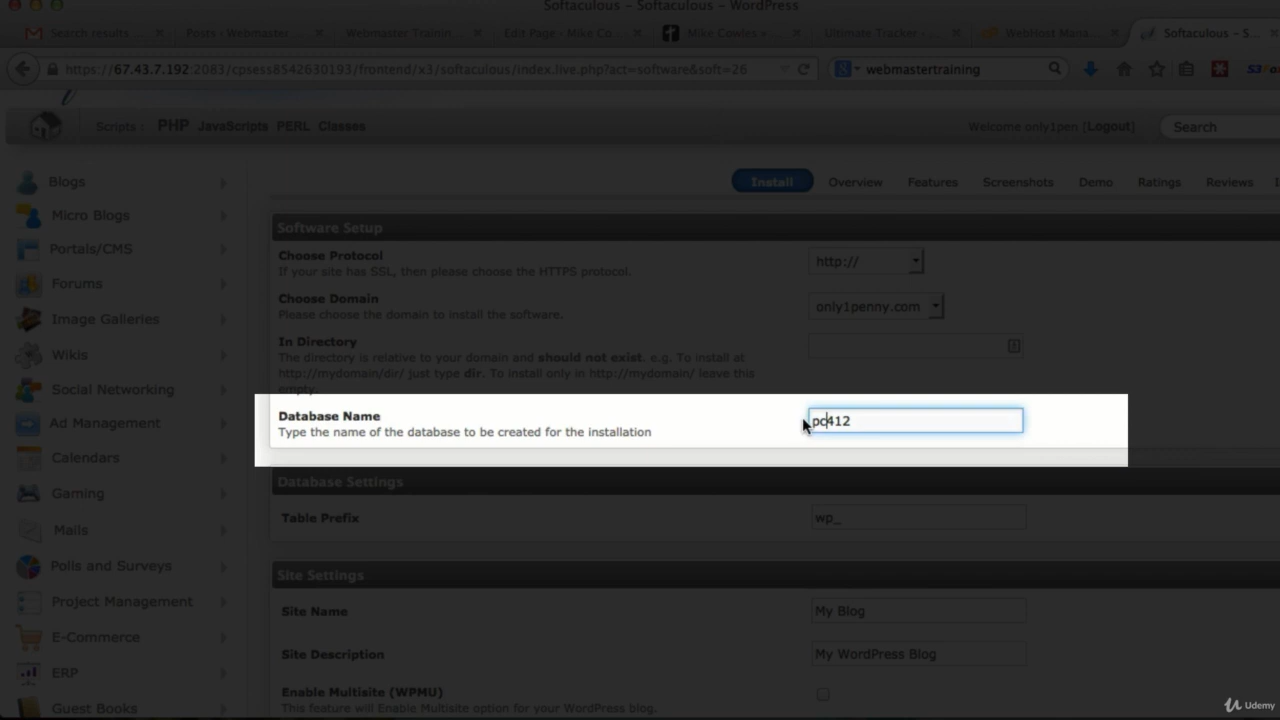 Softaculous – Softaculous – WordPress
Search results ...
Posts ‹ Webmaster...
Webmaster Trainin...
Edit Page ‹ Mike Co...
Mike Cowles » ...
Ultimate Tracker ‹ ...
WebHost Mana...
Softaculous – S...
https://67.43.7.192:2083/cpsess8542630193/frontend/x3/softaculous/index.live.php?act=software&soft=26
webmastertraining
Scripts : PHP JavaScripts PERL Classes
Welcome only1pen [Logout]
Search
Install Overview Features Screenshots Demo Ratings Reviews
Blogs
Micro Blogs
Portals/CMS
Forums
Image Galleries
Wikis
Social Networking
Ad Management
Calendars
Gaming
Mails
Polls and Surveys
Project Management
E-Commerce
ERP
Guest Books
Software Setup
Choose Protocol
If your site has SSL, then please choose the HTTPS protocol.
http://
Choose Domain
Please choose the domain to install the software.
only1penny.com
In Directory
The directory is relative to your domain and should not exist. e.g. To install at
http://mydomain/dir/ just type dir. To install only in http://mydomain/ leave this
empty.
Database Name
Type the name of the database to be created for the installation
pc412
Database Settings
Table Prefix
wp_
Site Settings
Site Name
My Blog
Site Description
My WordPress Blog
Enable Multisite (WPMU)
This feature will Enable Multisite option for your WordPress blog.
Udemy